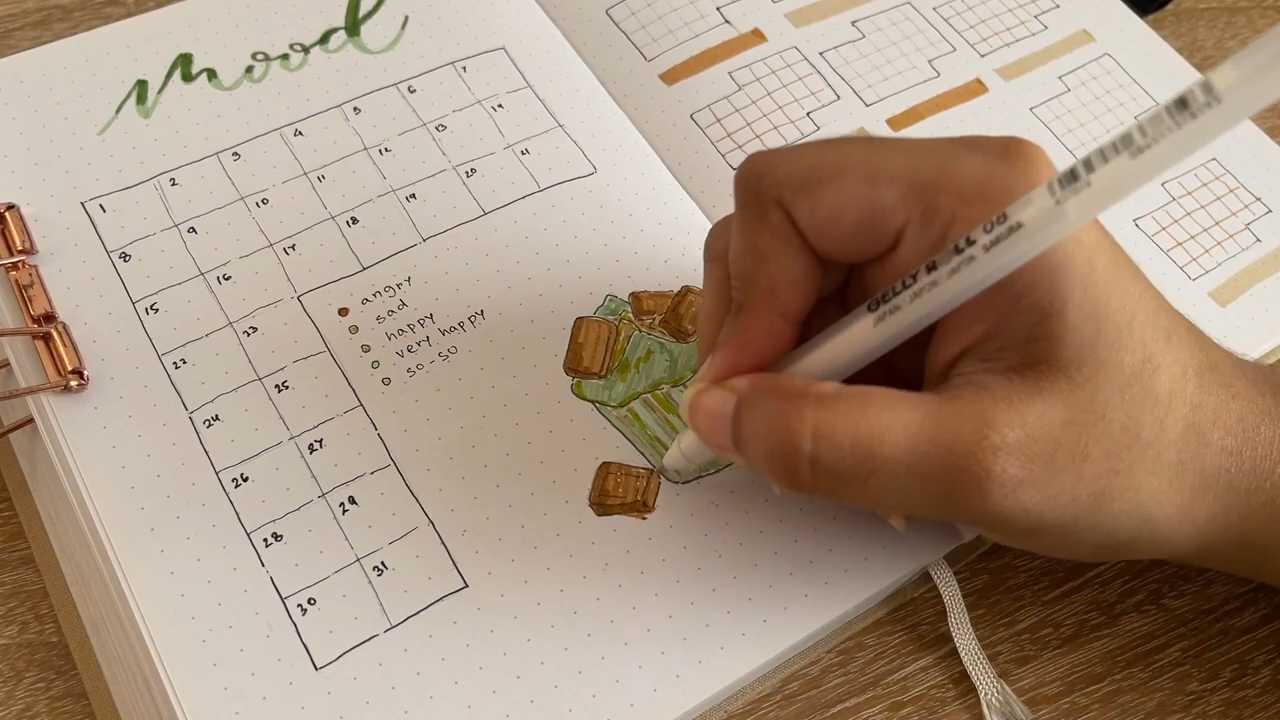 mood
1 2 3 4 5 6 7
8 9 10 11 12 13 14
15 16 17 18 19 20 21
22 23
24 25
26 27
28 29
30 31
angry
sad
happy
very happy
so-so
GELLY ROLL 08
JAPAN JAPON JAPON SAKURA